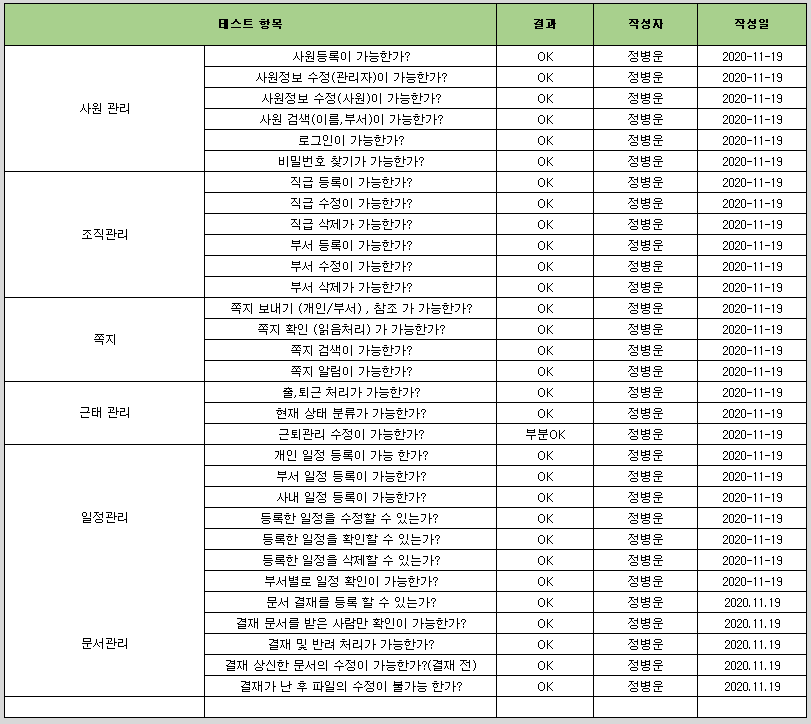 테스트 항목 결과 작성자 작성일
사원 관리
사원등록이 가능한가? OK 정병운 2020-11-19
사원정보 수정(관리자)이 가능한가? OK 정병운 2020-11-19
사원정보 수정(사원)이 가능한가? OK 정병운 2020-11-19
사원 검색(이름,부서)이 가능한가? OK 정병운 2020-11-19
로그인이 가능한가? OK 정병운 2020-11-19
비밀번호 찾기가 가능한가? OK 정병운 2020-11-19
조직관리
직급 등록이 가능한가? OK 정병운 2020-11-19
직급 수정이 가능한가? OK 정병운 2020-11-19
직급 삭제가 가능한가? OK 정병운 2020-11-19
부서 등록이 가능한가? OK 정병운 2020-11-19
부서 수정이 가능한가? OK 정병운 2020-11-19
부서 삭제가 가능한가? OK 정병운 2020-11-19
쪽지
쪽지 보내기 (개인/부서) , 참조 가 가능한가? OK 정병운 2020-11-19
쪽지 확인 (읽음처리) 가 가능한가? OK 정병운 2020-11-19
쪽지 검색이 가능한가? OK 정병운 2020-11-19
쪽지 알림이 가능한가? OK 정병운 2020-11-19
근태 관리
출,퇴근 처리가 가능한가? OK 정병운 2020-11-19
현재 상태 분류가 가능한가? OK 정병운 2020-11-19
근퇴관리 수정이 가능한가? 부분OK 정병운 2020-11-19
일정관리
개인 일정 등록이 가능 한가? OK 정병운 2020-11-19
부서 일정 등록이 가능한가? OK 정병운 2020-11-19
사내 일정 등록이 가능한가? OK 정병운 2020-11-19
등록한 일정을 수정할 수 있는가? OK 정병운 2020-11-19
등록한 일정을 확인할 수 있는가? OK 정병운 2020-11-19
등록한 일정을 삭제할 수 있는가? OK 정병운 2020-11-19
부서별로 일정 확인이 가능한가? OK 정병운 2020-11-19
문서관리
문서 결재를 등록 할 수 있는가? OK 정병운 2020.11.19
결재 문서를 받은 사람만 확인이 가능한가? OK 정병운 2020.11.19
결재 및 반려 처리가 가능한가? OK 정병운 2020.11.19
결재 상신한 문서의 수정이 가능한가?(결재 전) OK 정병운 2020.11.19
결재가 난 후 파일의 수정이 불가능 한가? OK 정병운 2020.11.19